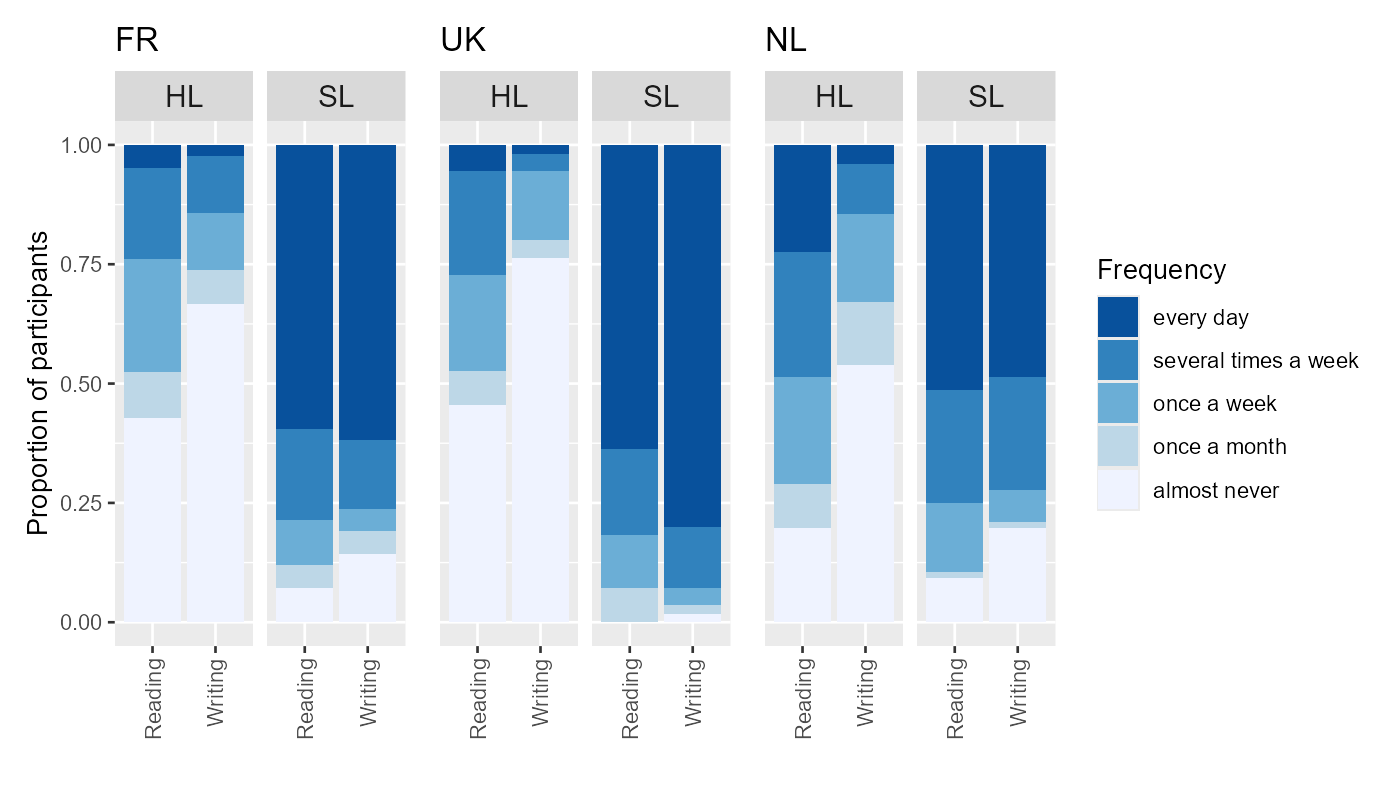 FR UK NL
HL SL HL SL HL SL
Proportion of participants
1.00
0.75
0.50
0.25
0.00
Reading Writing Reading Writing Reading Writing Reading Writing Reading Writing Reading Writing
Frequency
every day
several times a week
once a week
once a month
almost never